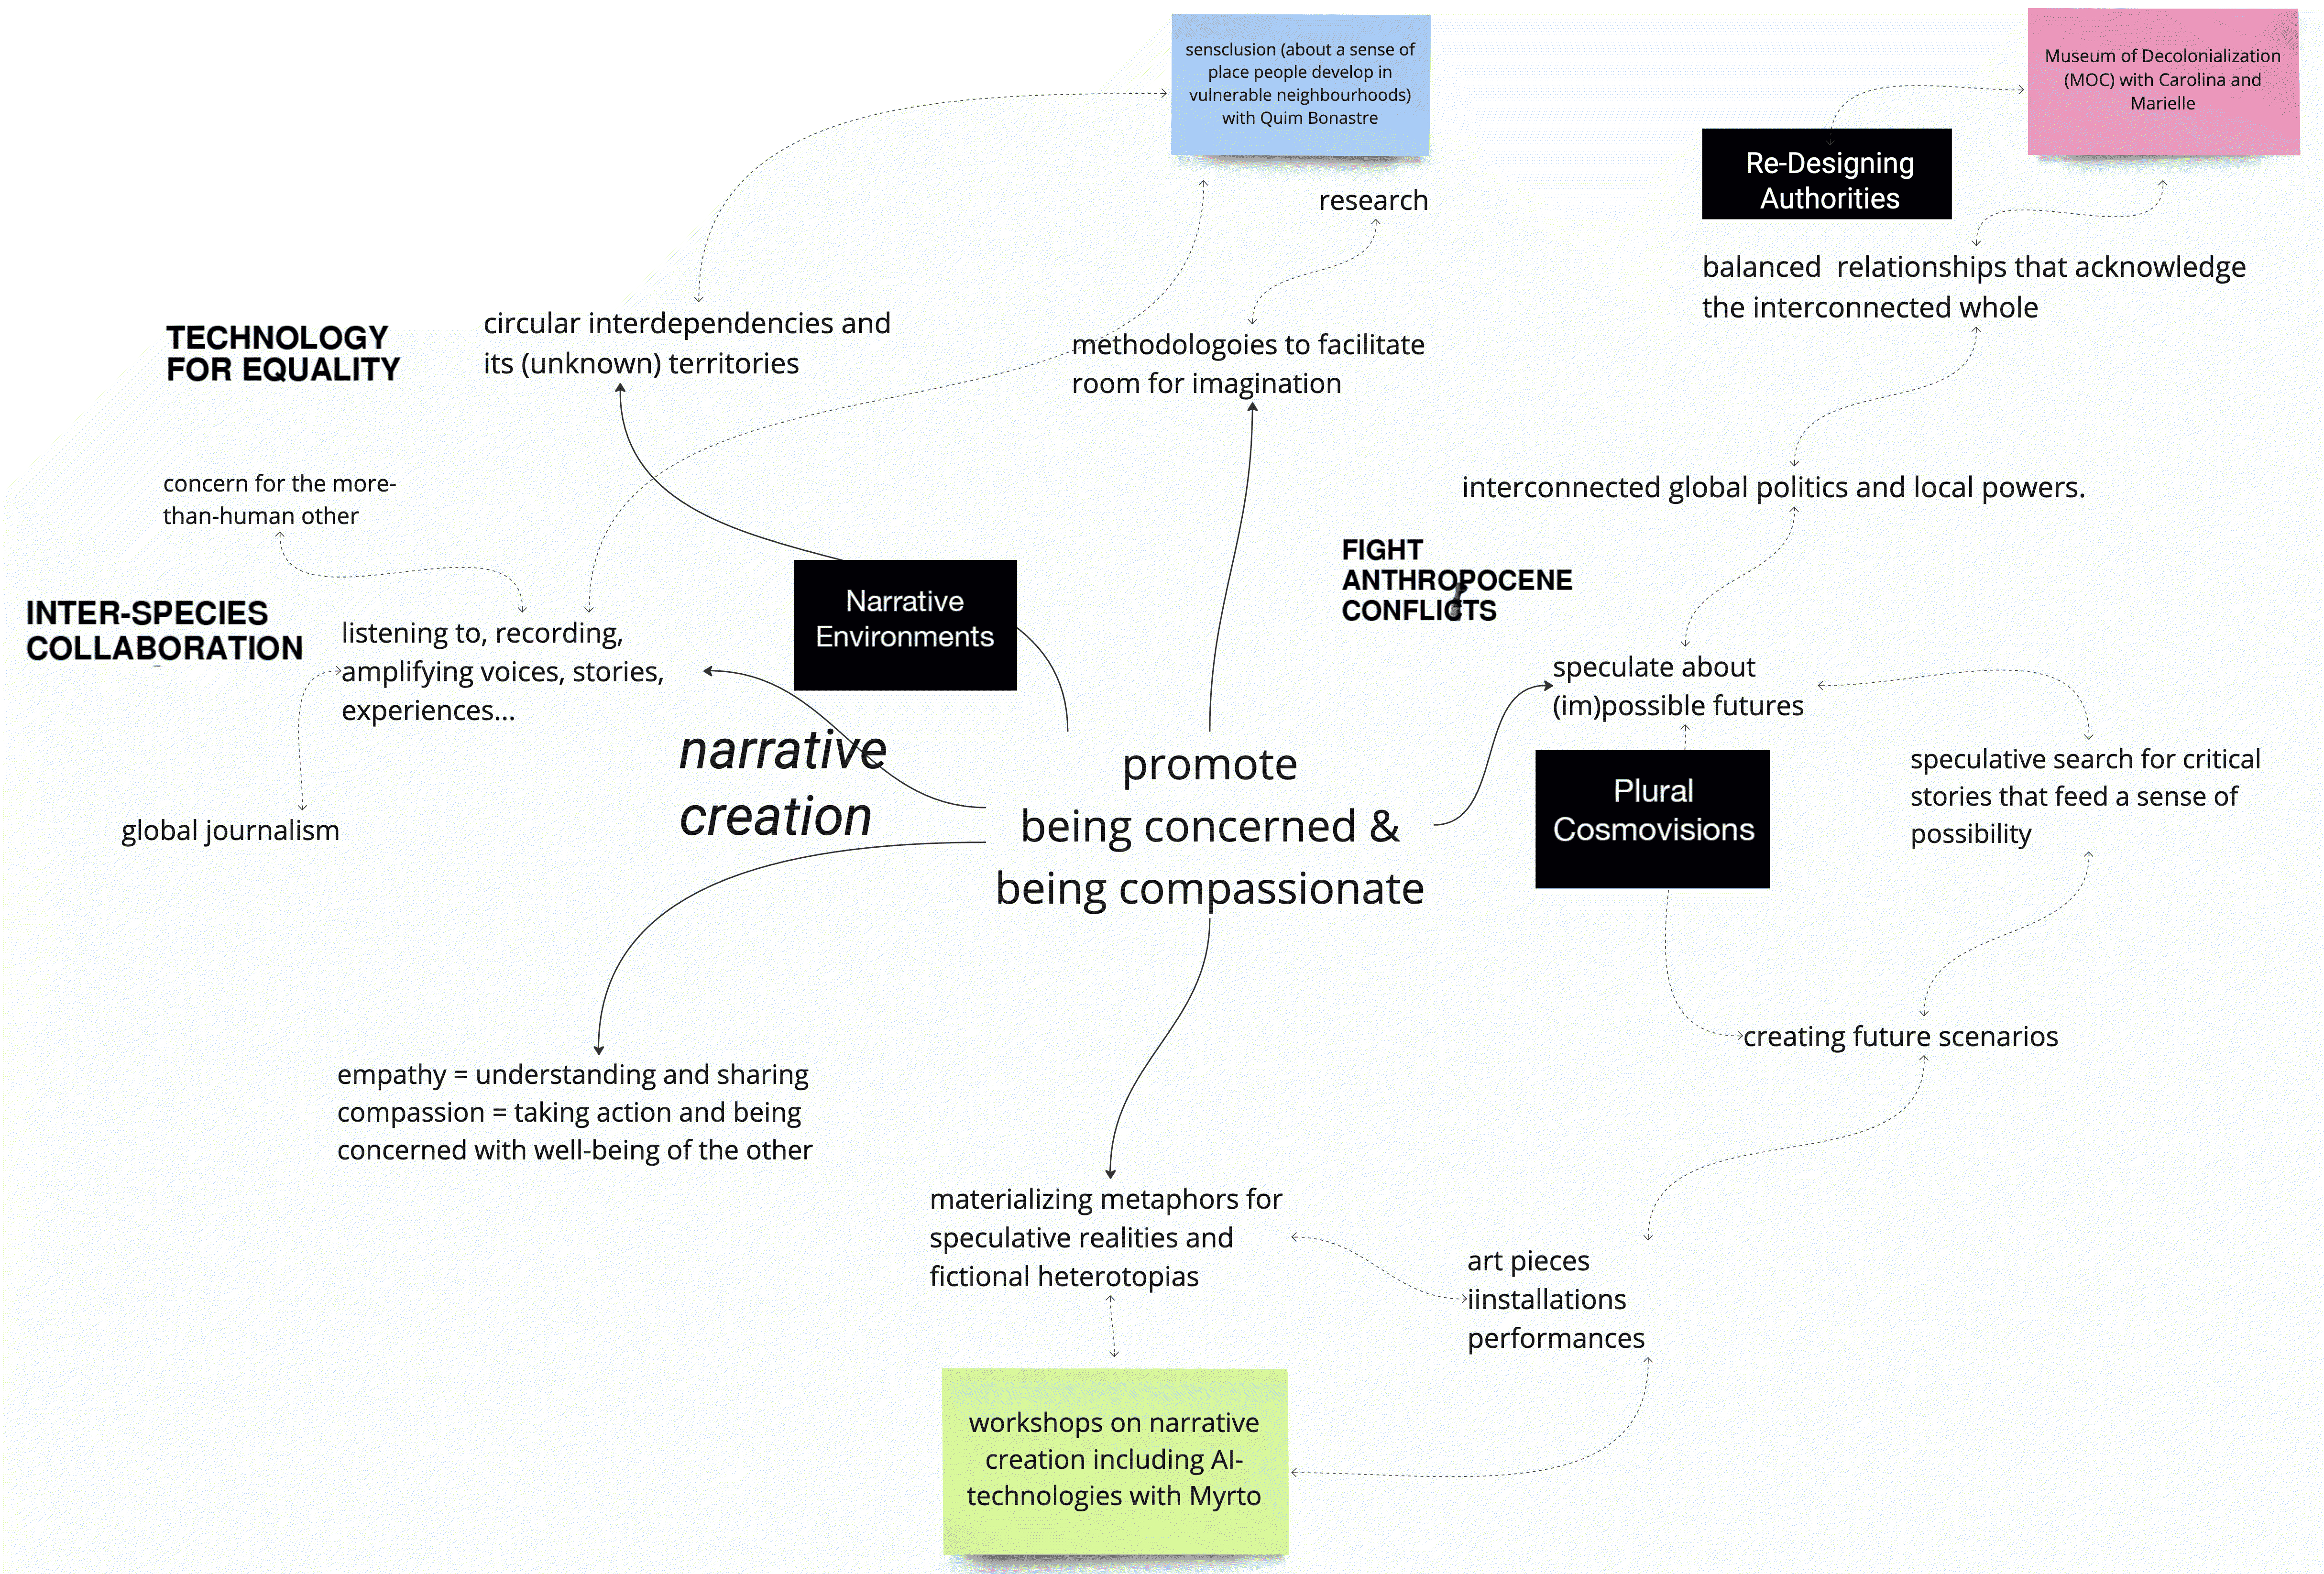 sensclusion (about a sense of
place people develop in
vulnerable neighbourhoods)
with Quim Bonastre
Museum of Decolonialization
(MOC) with Carolina and
Marielle
Re-Designing
Authorities
research
balanced  relationships that acknowledge
the interconnected whole
TECHNOLOGY
FOR EQUALITY
circular interdependencies and
its (unknown) territories
methodologoies to facilitate
room for imagination
concern for the more-
than-human other
interconnected global politics and local powers.
FIGHT
ANTHROPOCENE
CONFLICTS
INTER-SPECIES
COLLABORATION
listening to, recording,
amplifying voices, stories,
experiences...
Narrative
Environments
speculate about
(im)possible futures
narrative
creation
promote
being concerned &
being compassionate
Plural
Cosmovisions
speculative search for critical
stories that feed a sense of
possibility
global journalism
creating future scenarios
empathy = understanding and sharing
compassion = taking action and being
concerned with well-being of the other
materializing metaphors for
speculative realities and
fictional heterotopias
art pieces
iinstallations
performances
workshops on narrative
creation including AI-
technologies with Myrto